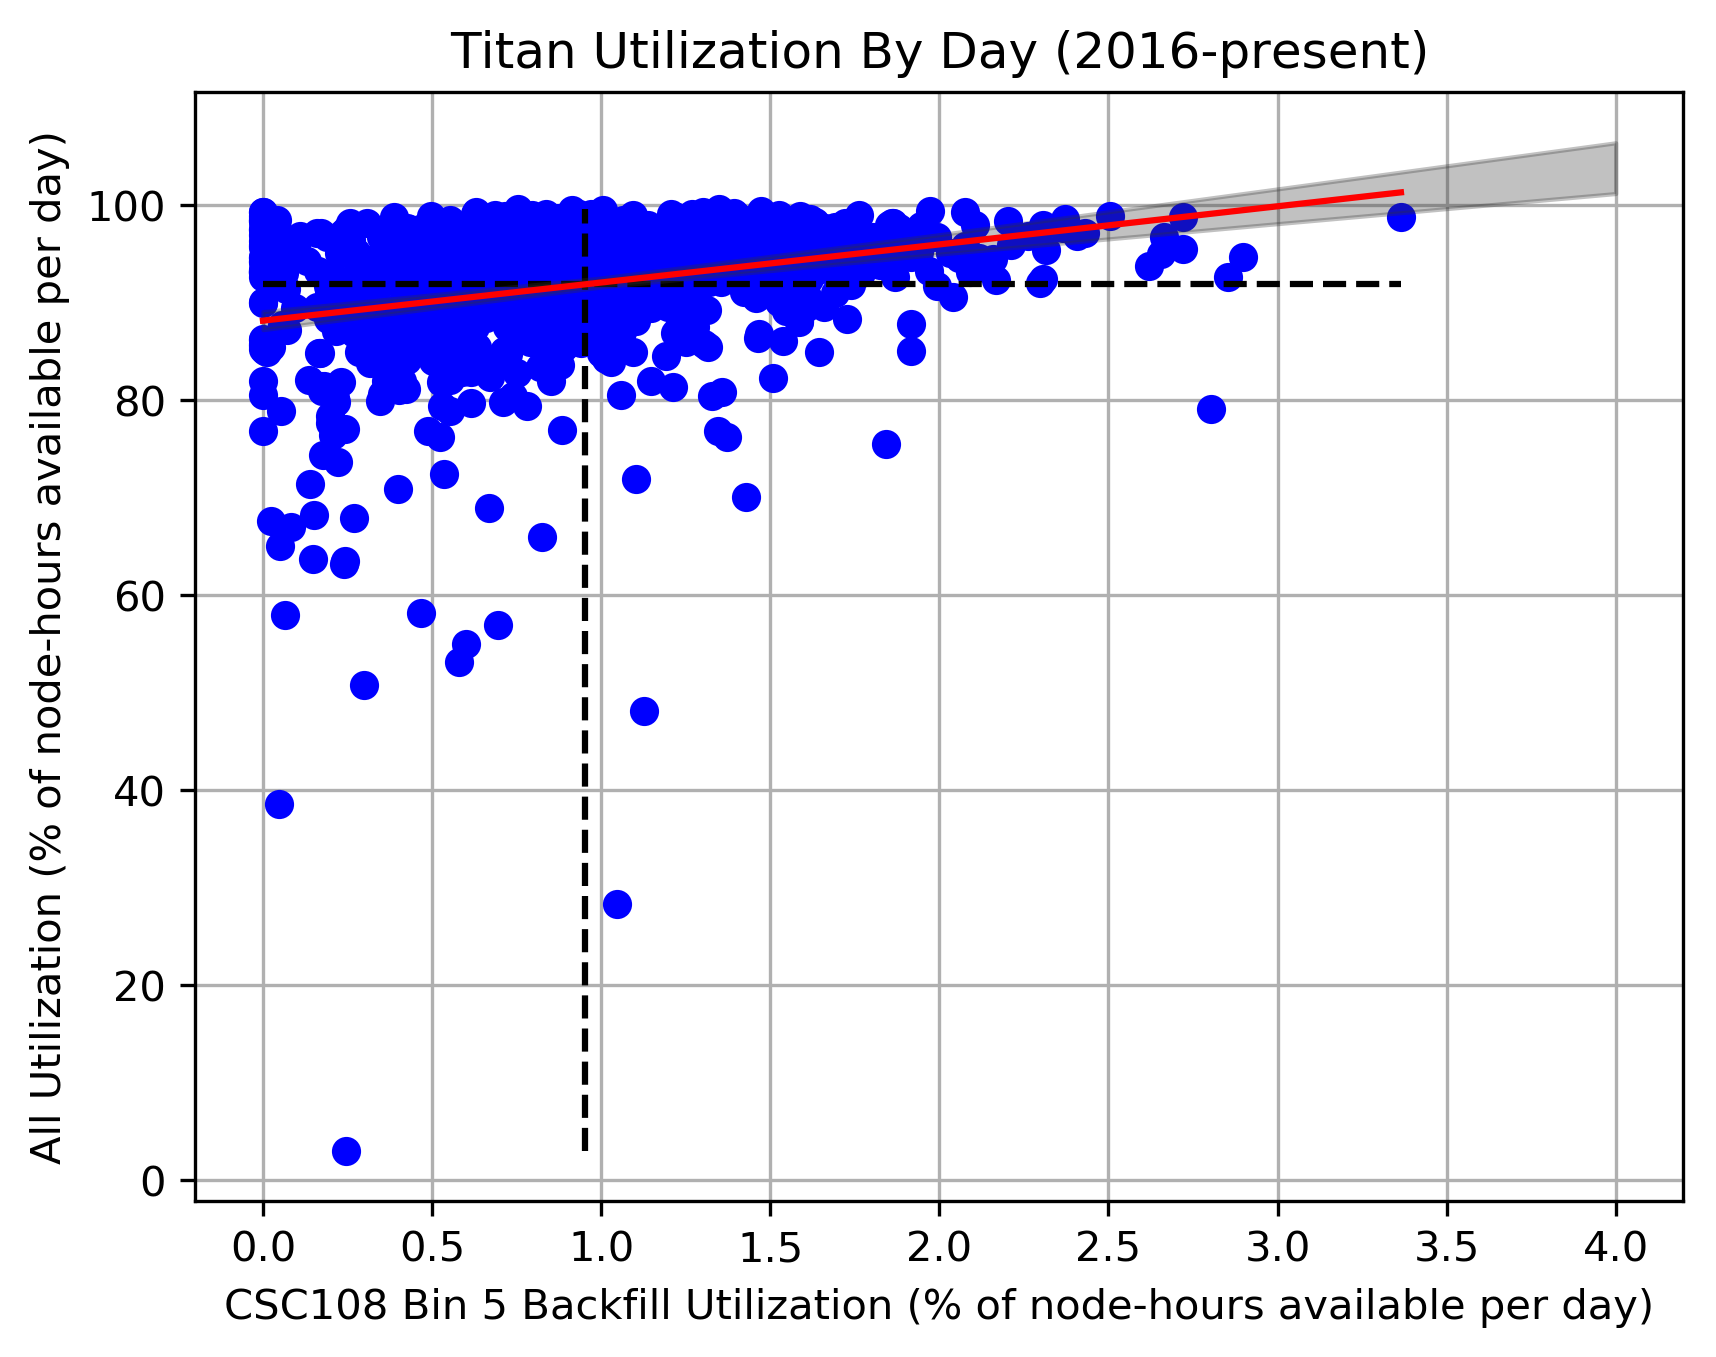 Titan Utilization By Day (2016-present)
All Utilization (% of node-hours available per day)
100
80
60
40
20
0
0.0 0.5 1.0 1.5 2.0 2.5 3.0 3.5 4.0
CSC108 Bin 5 Backfill Utilization (% of node-hours available per day)